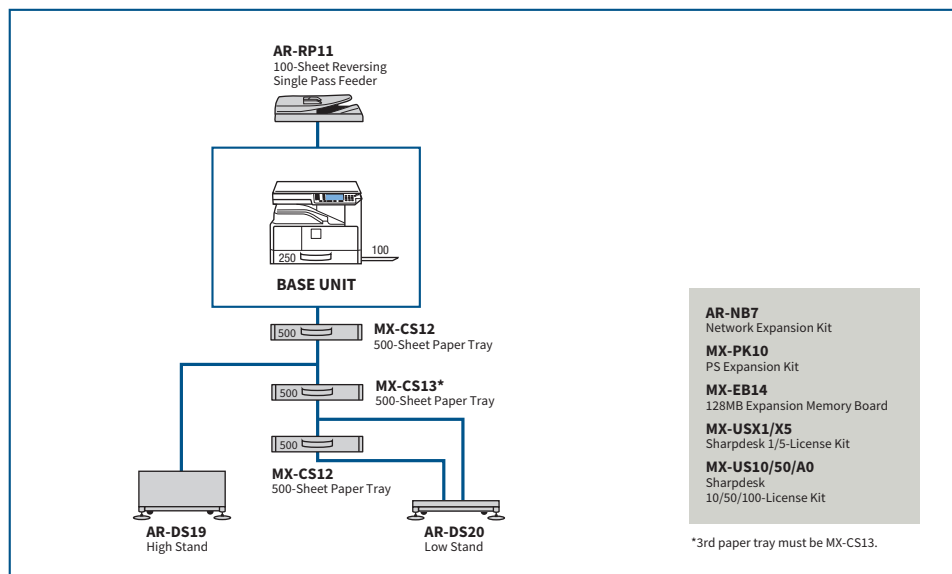 AR-RP11
100-Sheet Reversing
Single Pass Feeder
250
100
BASE UNIT
500
MX-CS12
500-Sheet Paper Tray
500
MX-CS13*
500-Sheet Paper Tray
500
MX-CS12
500-Sheet Paper Tray
AR-DS19
High Stand
AR-DS20
Low Stand
AR-NB7
Network Expansion Kit
MX-PK10
PS Expansion Kit
MX-EB14
128MB Expansion Memory Board
MX-USX1/X5
Sharpdesk 1/5-License Kit
MX-US10/50/A0
Sharpdesk
10/50/100-License Kit
*3rd paper tray must be MX-CS13.